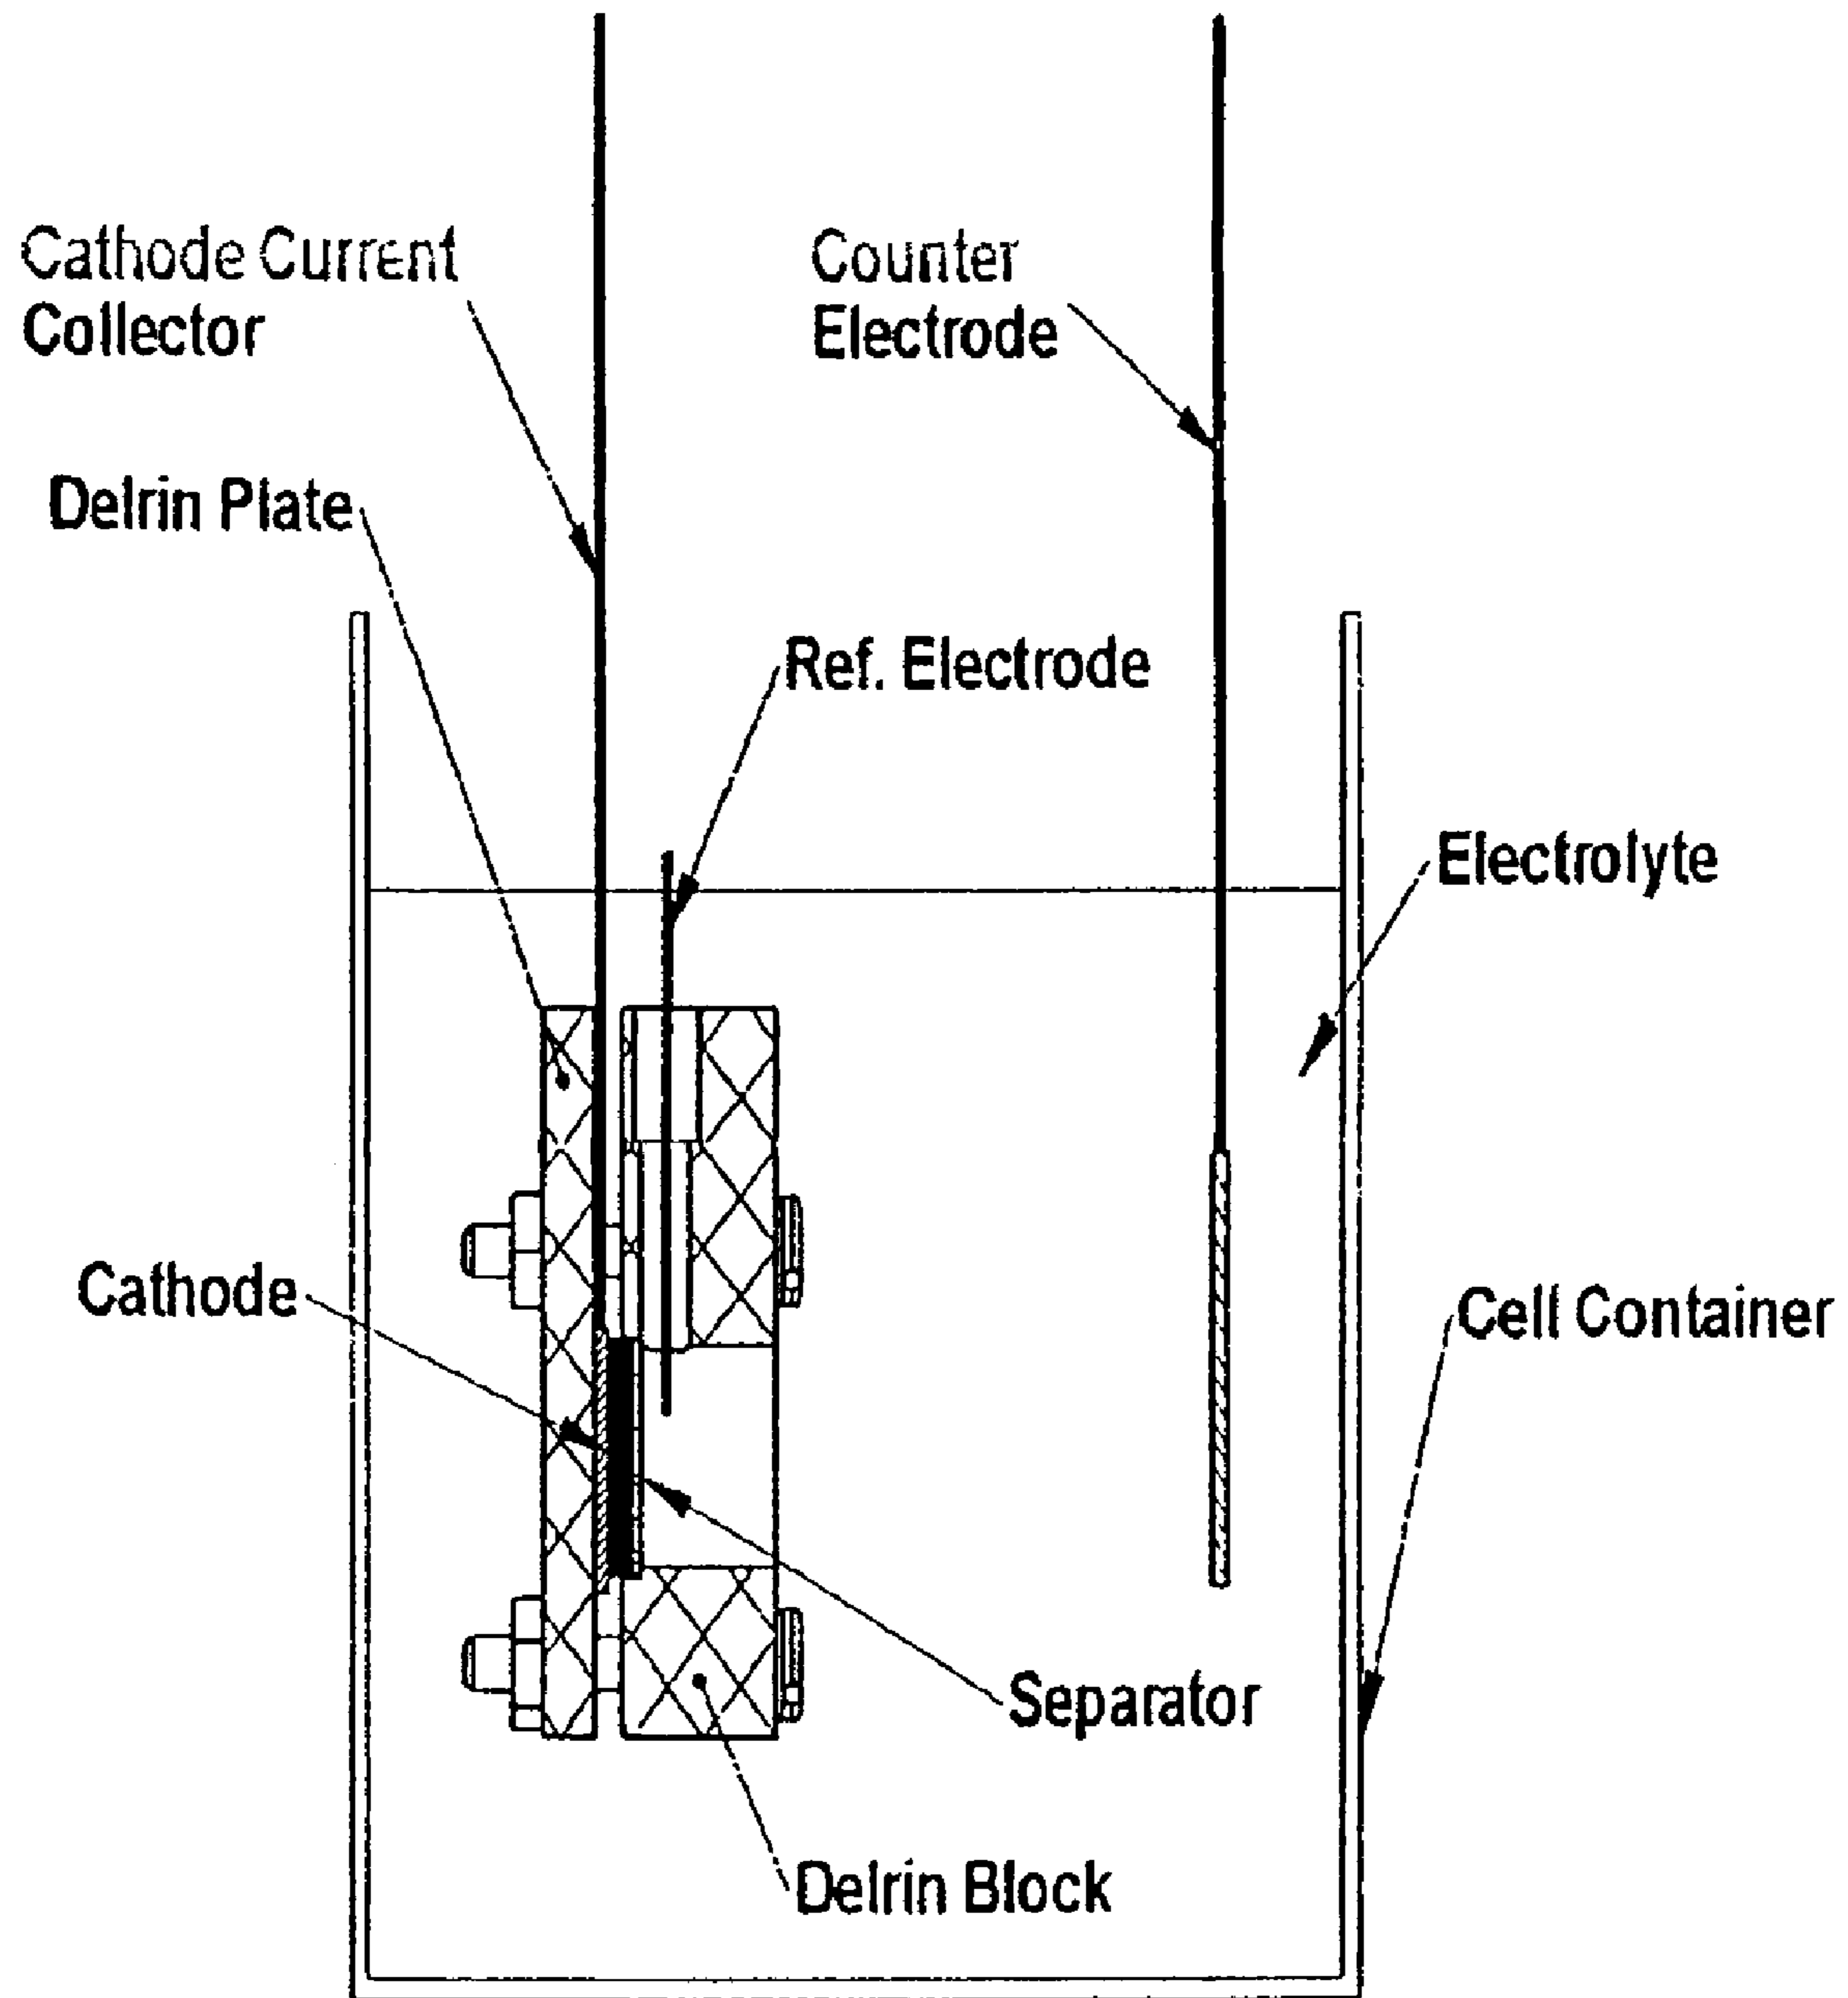 Cathode Current
Collector
Counter
Electrode
Delrin Plate
Ref. Electrode
Electrolyte
Cathode
Cell Container
Separator
Delrin Block